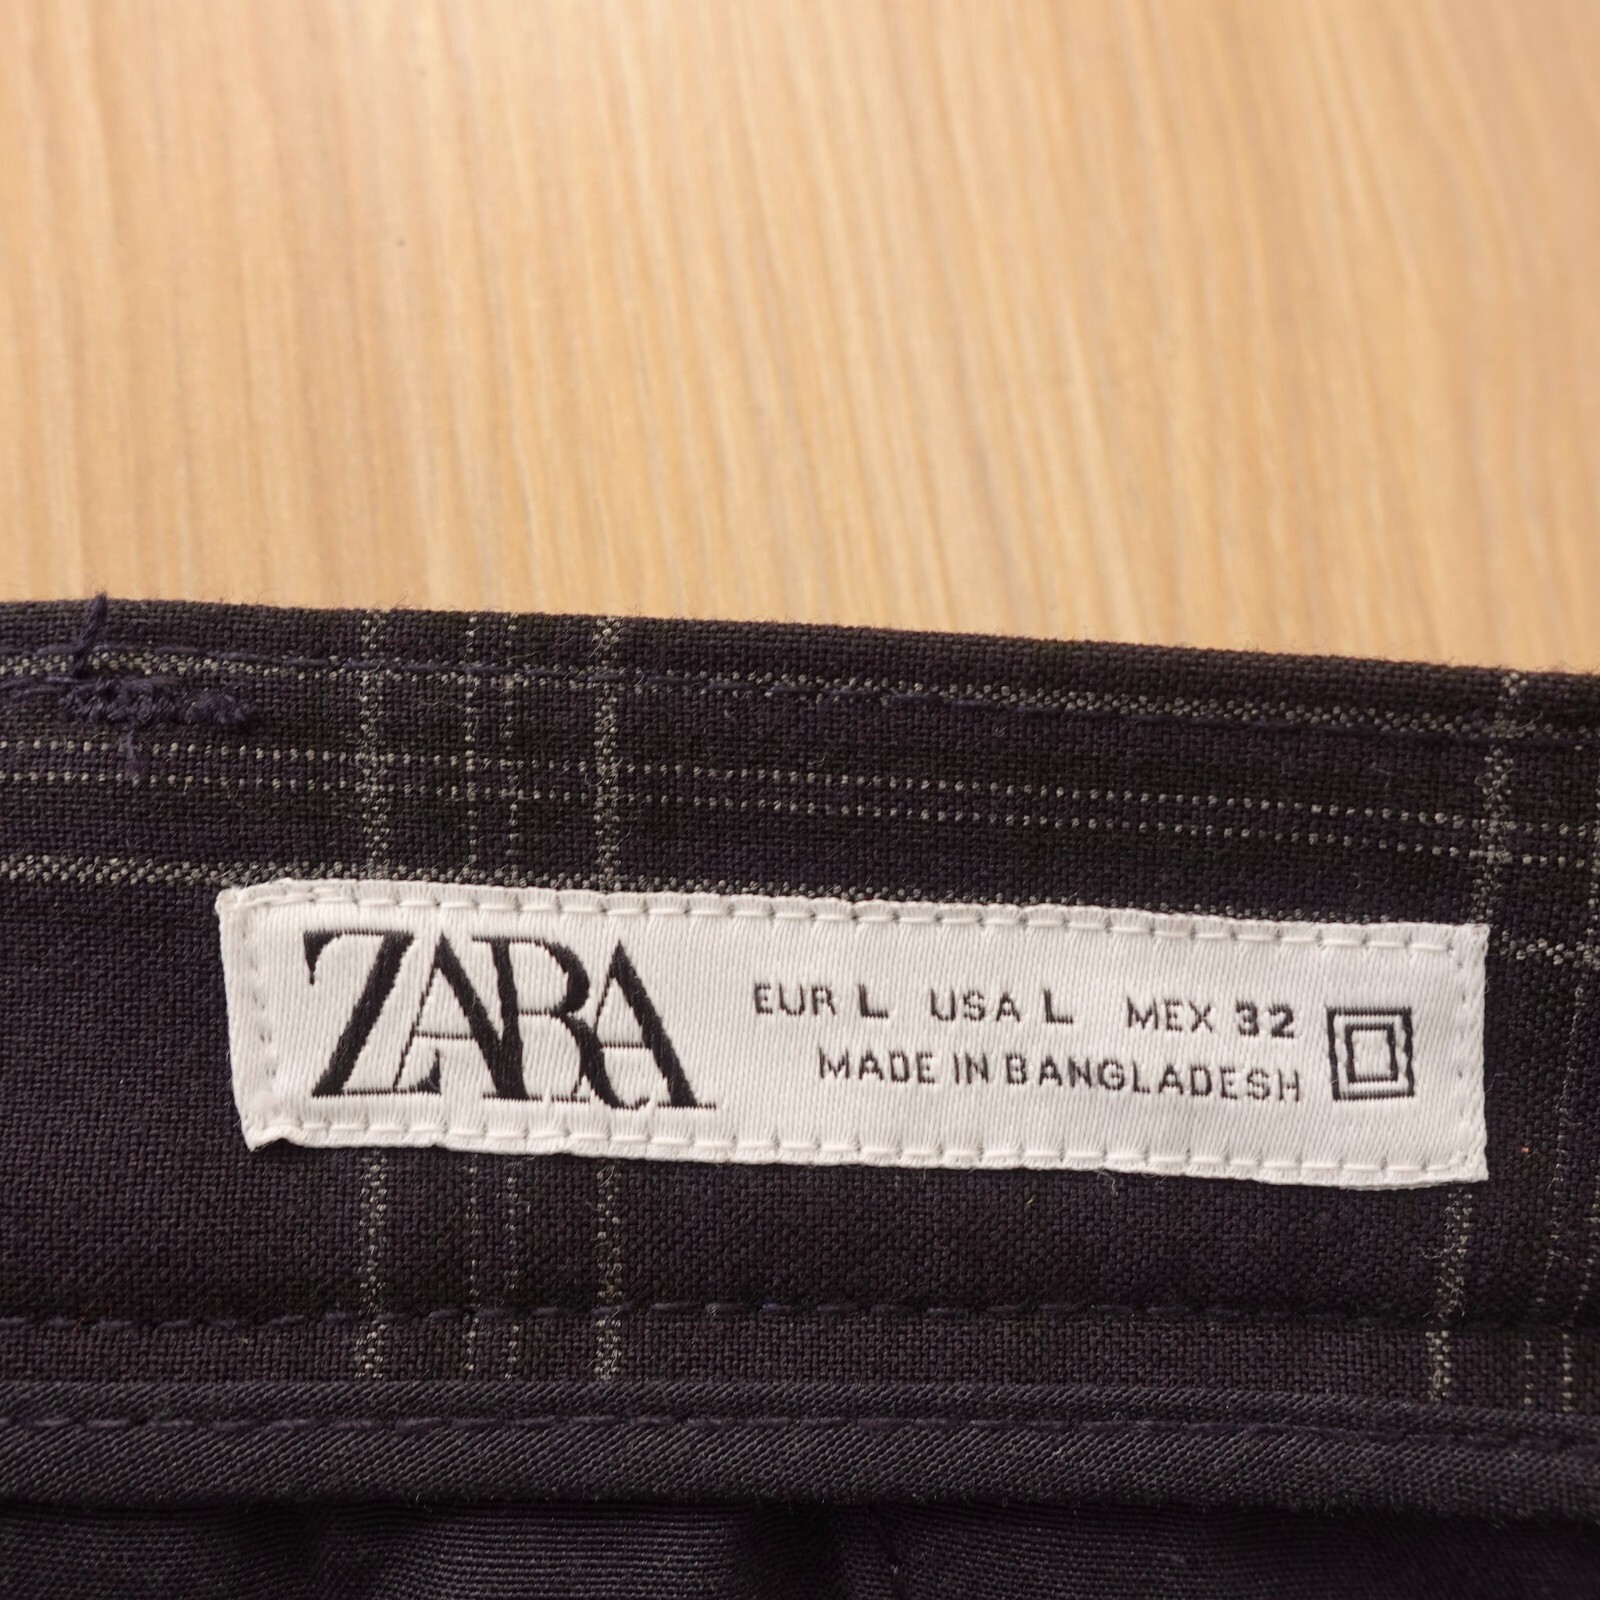 ZARA
EUR L USA L MEX 32
MADE IN BANGLADESH